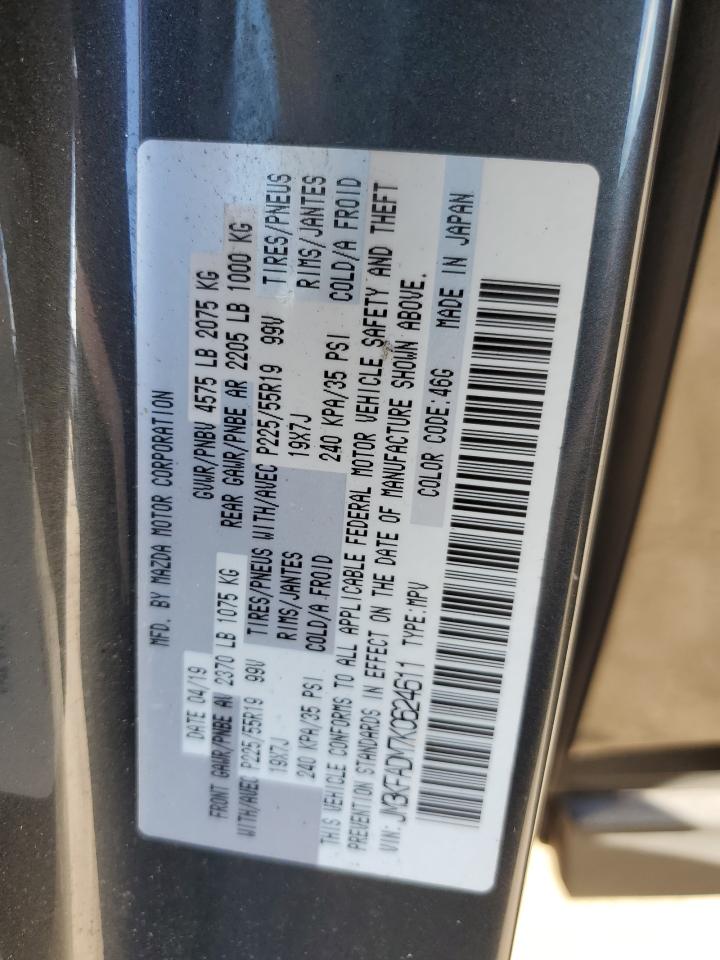 MFD. BY MAZDA MOTOR CORPORATION
DATE 04/19 GVWR/PNBV 4575 LB 2075 KG
FRONT GAWR/PNBE AV 2370 LB 1075 KG REAR GAWR/PNBE AR 2205 LB 1000 KG
WITH/AVEC P225/55R19 99V TIRES/PNEUS WITH/AVEC P225/55R19 99V TIRES/PNEUS
19X7J RIMS/JANTES 19X7J RIMS/JANTES
240 KPA/35 PSI COLD/A FROID 240 KPA/35 PSI COLD/A FROID
THIS VEHICLE CONFORMS TO ALL APPLICABLE FEDERAL MOTOR VEHICLE SAFETY AND THEFT
PREVENTION STANDARDS IN EFFECT ON THE DATE OF MANUFACTURE SHOWN ABOVE.
VIN: JM3KFADM7K0624611 TYPE:MPV COLOR CODE:46G MADE IN JAPAN